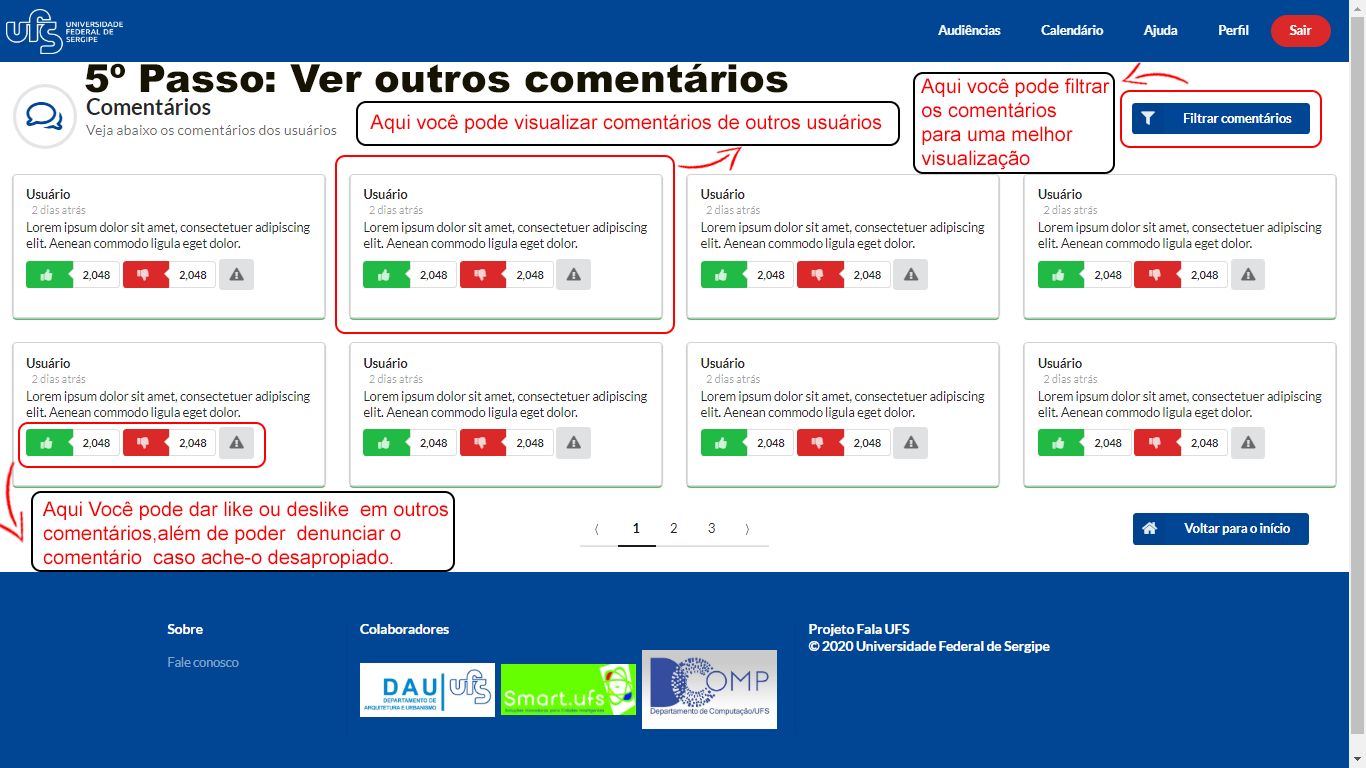 UNIVERSIDADE
FEDERAL DE
SERGIPE
Audiências
Calendário
Ajuda
Perfil
Sair
5º Passo: Ver outros comentários
Comentários
Veja abaixo os comentários dos usuários
Aqui você pode visualizar comentários de outros usuários
Aqui você pode filtrar
os comentários
para uma melhor
visualização
Filtrar comentários
Usuário
2 dias atrás
Lorem ipsum dolor sit amet, consectetuer adipiscing
elit. Aenean commodo ligula eget dolor.
2,048 2,048
Usuário
2 dias atrás
Lorem ipsum dolor sit amet, consectetuer adipiscing
elit. Aenean commodo ligula eget dolor.
2,048 2,048
Usuário
2 dias atrás
Lorem ipsum dolor sit amet, consectetuer adipiscing
elit. Aenean commodo ligula eget dolor.
2,048 2,048
Usuário
2 dias atrás
Lorem ipsum dolor sit amet, consectetuer adipiscing
elit. Aenean commodo ligula eget dolor.
2,048 2,048
Usuário
2 dias atrás
Lorem ipsum dolor sit amet, consectetuer adipiscing
elit. Aenean commodo ligula eget dolor.
2,048 2,048
Usuário
2 dias atrás
Lorem ipsum dolor sit amet, consectetuer adipiscing
elit. Aenean commodo ligula eget dolor.
2,048 2,048
Usuário
2 dias atrás
Lorem ipsum dolor sit amet, consectetuer adipiscing
elit. Aenean commodo ligula eget dolor.
2,048 2,048
Usuário
2 dias atrás
Lorem ipsum dolor sit amet, consectetuer adipiscing
elit. Aenean commodo ligula eget dolor.
2,048 2,048
Aqui Você pode dar like ou deslike em outros
comentários,além de poder denunciar o
comentário caso ache-o desapropiado.
⟨ 1 2 3 ⟩
Voltar para o início
Sobre
Fale conosco
Colaboradores
DAU
DEPARTAMENTO DE
ARQUITETURA E URBANISMO
UFS
Smart.ufs
DCOMP
Departamento de Computação/UFS
Projeto Fala UFS
© 2020 Universidade Federal de Sergipe